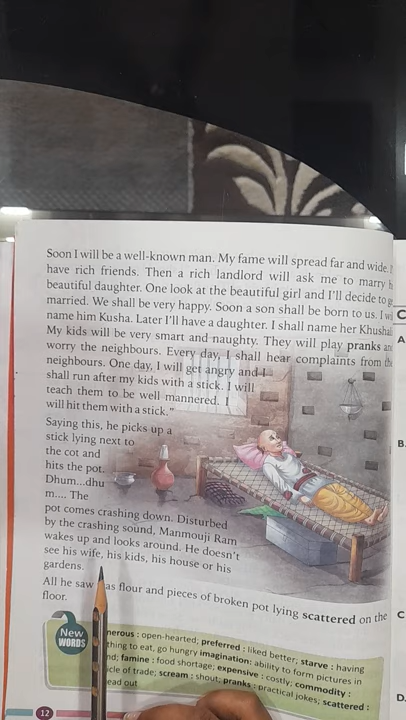 Soon I will be a well-known man. My fame will spread far and wide. I
have rich friends. Then a rich landlord will ask me to marry
beautiful daughter. One look at the beautiful girl and I'll decide to
married. We shall be very happy. Soon a son shall be born to us. I
name him Kusha. Later I'll have a daughter. I shall name her Khushal
My kids will be very smart and naughty. They will play pranks
worry the neighbours. Every day, I shall hear complaints from
neighbours. One day, I will get angry and I
shall run after my kids with a stick. I will
teach them to be well mannered. I
will hit them with a stick."
Saying this, he picks up a
stick lying next to
the cot and
hits the pot.
Dhum...dhu
m.... The
pot comes crashing down. Disturbed
by the crashing sound, Manmouji Ram
wakes up and looks around. He doesn't
see his wife, his kids, his house or his
gardens.
All he saw as flour and pieces of broken pot lying scattered on the
floor.
New
WORDS
nerous : open-hearted; preferred : liked better; starve : having
thing to eat, go hungry imagination: ability to form pictures in
nd; famine : food shortage; expensive : costly; commodity :
cle of trade; scream : shout; pranks : practical jokes; scattered :
ead out
12
C
A
B.
C
D.